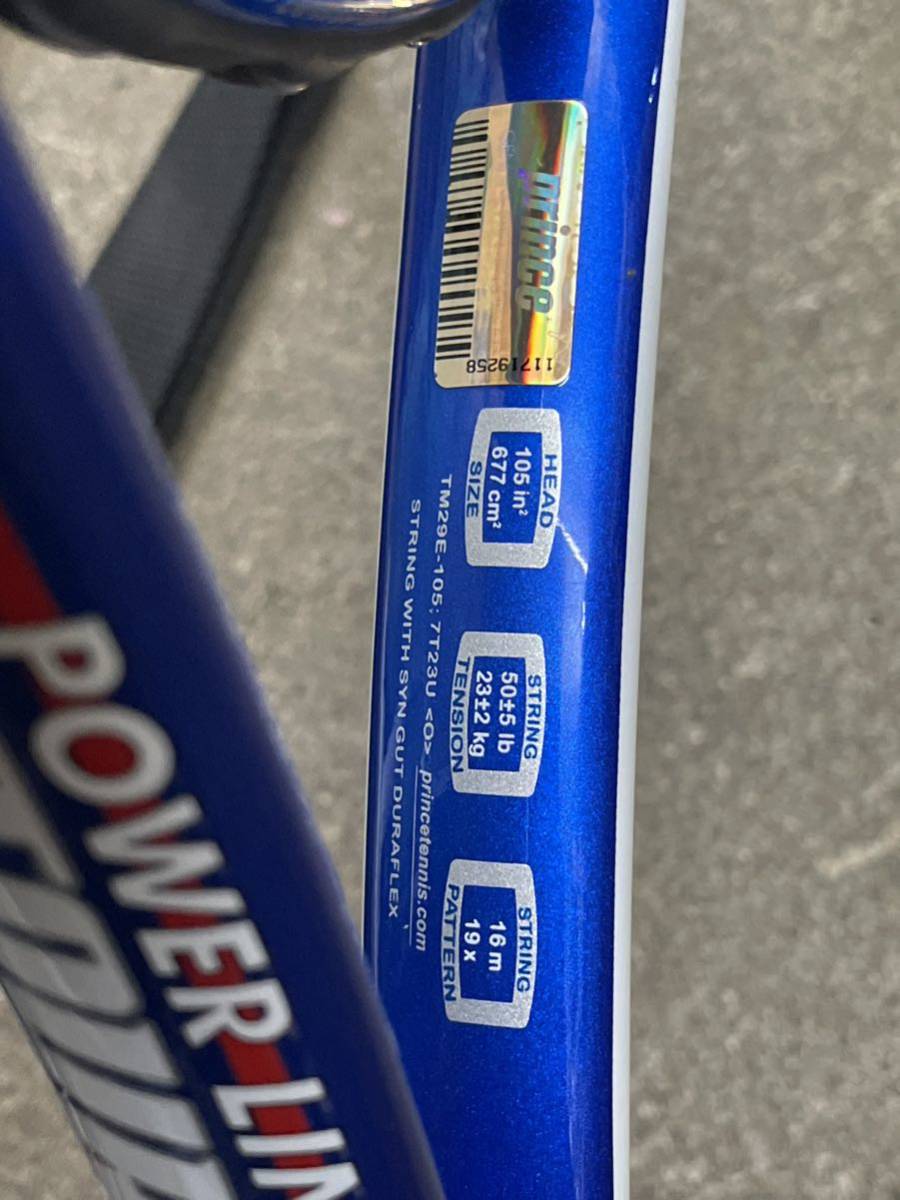 prince
11719258
HEAD
105 in²
677 cm²
SIZE
STRING
50±5 lb
23±2 kg
TENSION
STRING
16 m
19 x
PATTERN
TM29E-105; 7T23U <O> princetennis.com
STRING WITH SYN GUT DURAFLEX
POWER LIN